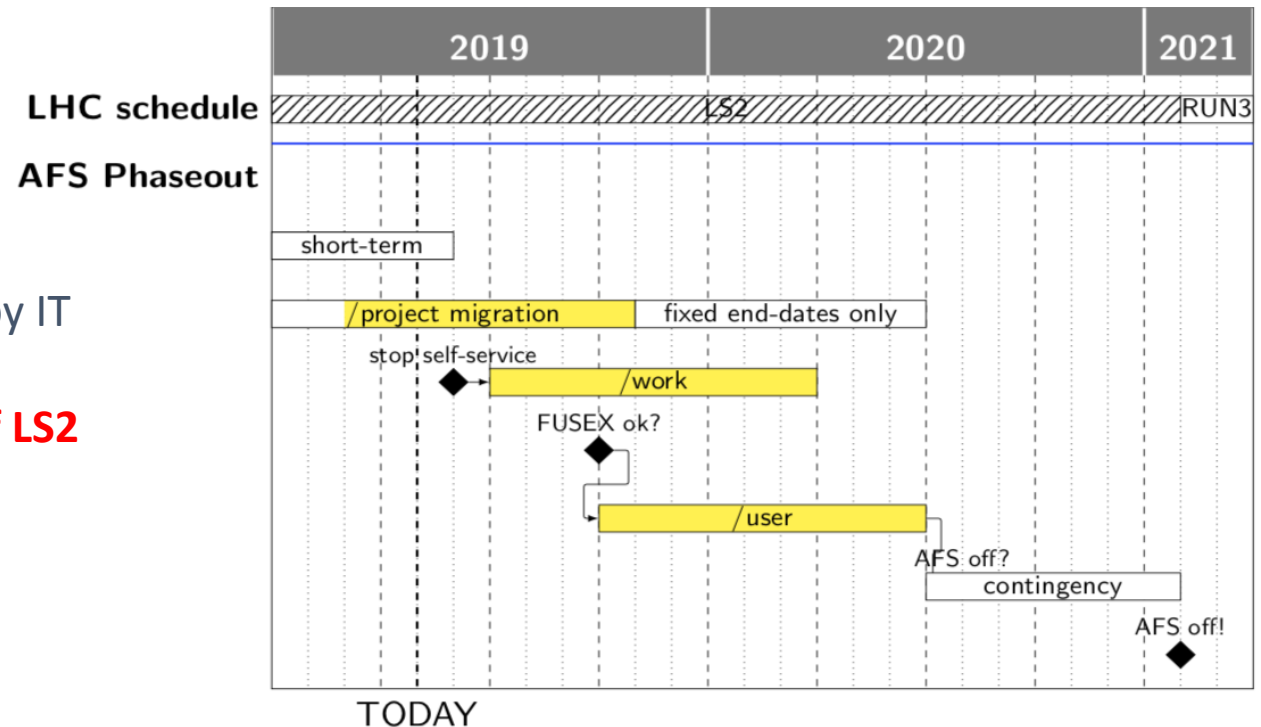 2019 2020 2021
LHC schedule LS2 RUN3
AFS Phaseout
short-term
by IT /project migration fixed end-dates only
stop self-service
/work
LS2 FUSEX ok?
/user
AFS off?
contingency
AFS off!
TODAY